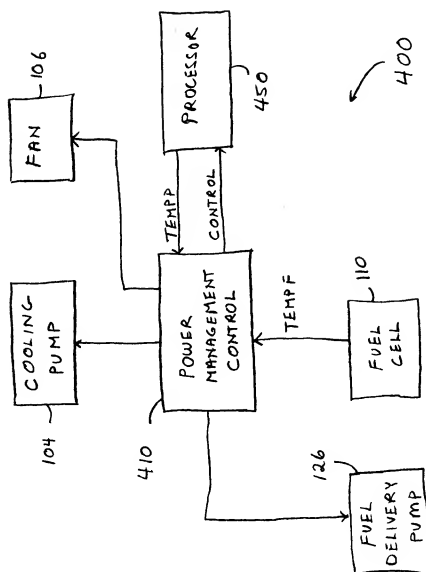 COOLING
PUMP
104
FAN
106
POWER
MANAGEMENT
CONTROL
410
TEMPP
CONTROL
PROCESSOR
450
TEMPF
FUEL
CELL
110
FUEL
DELIVERY
PUMP
126
400